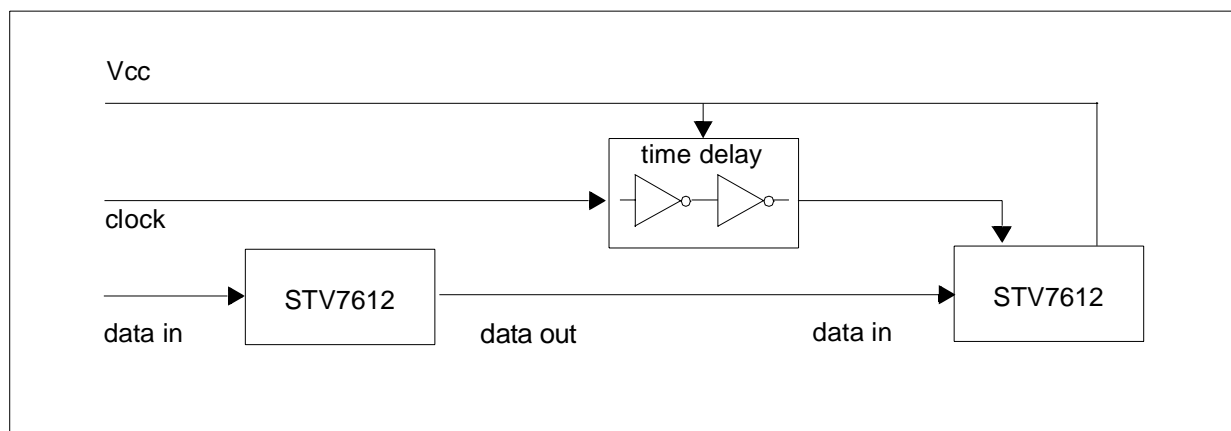 Vcc
time delay
clock
STV7612
STV7612
data in
data out
data in